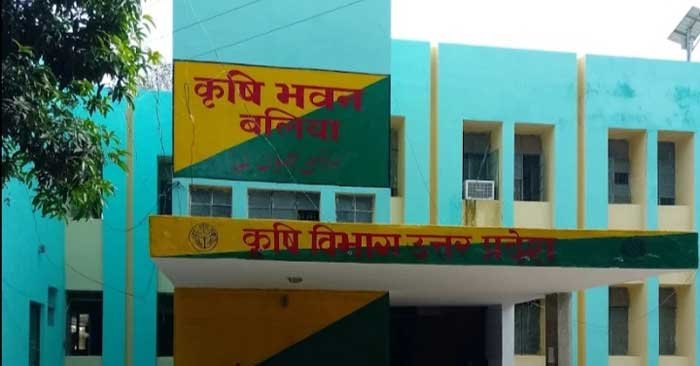 कृषि भवन
बलिया
कृषि विभाग उत्तर प्रदेश